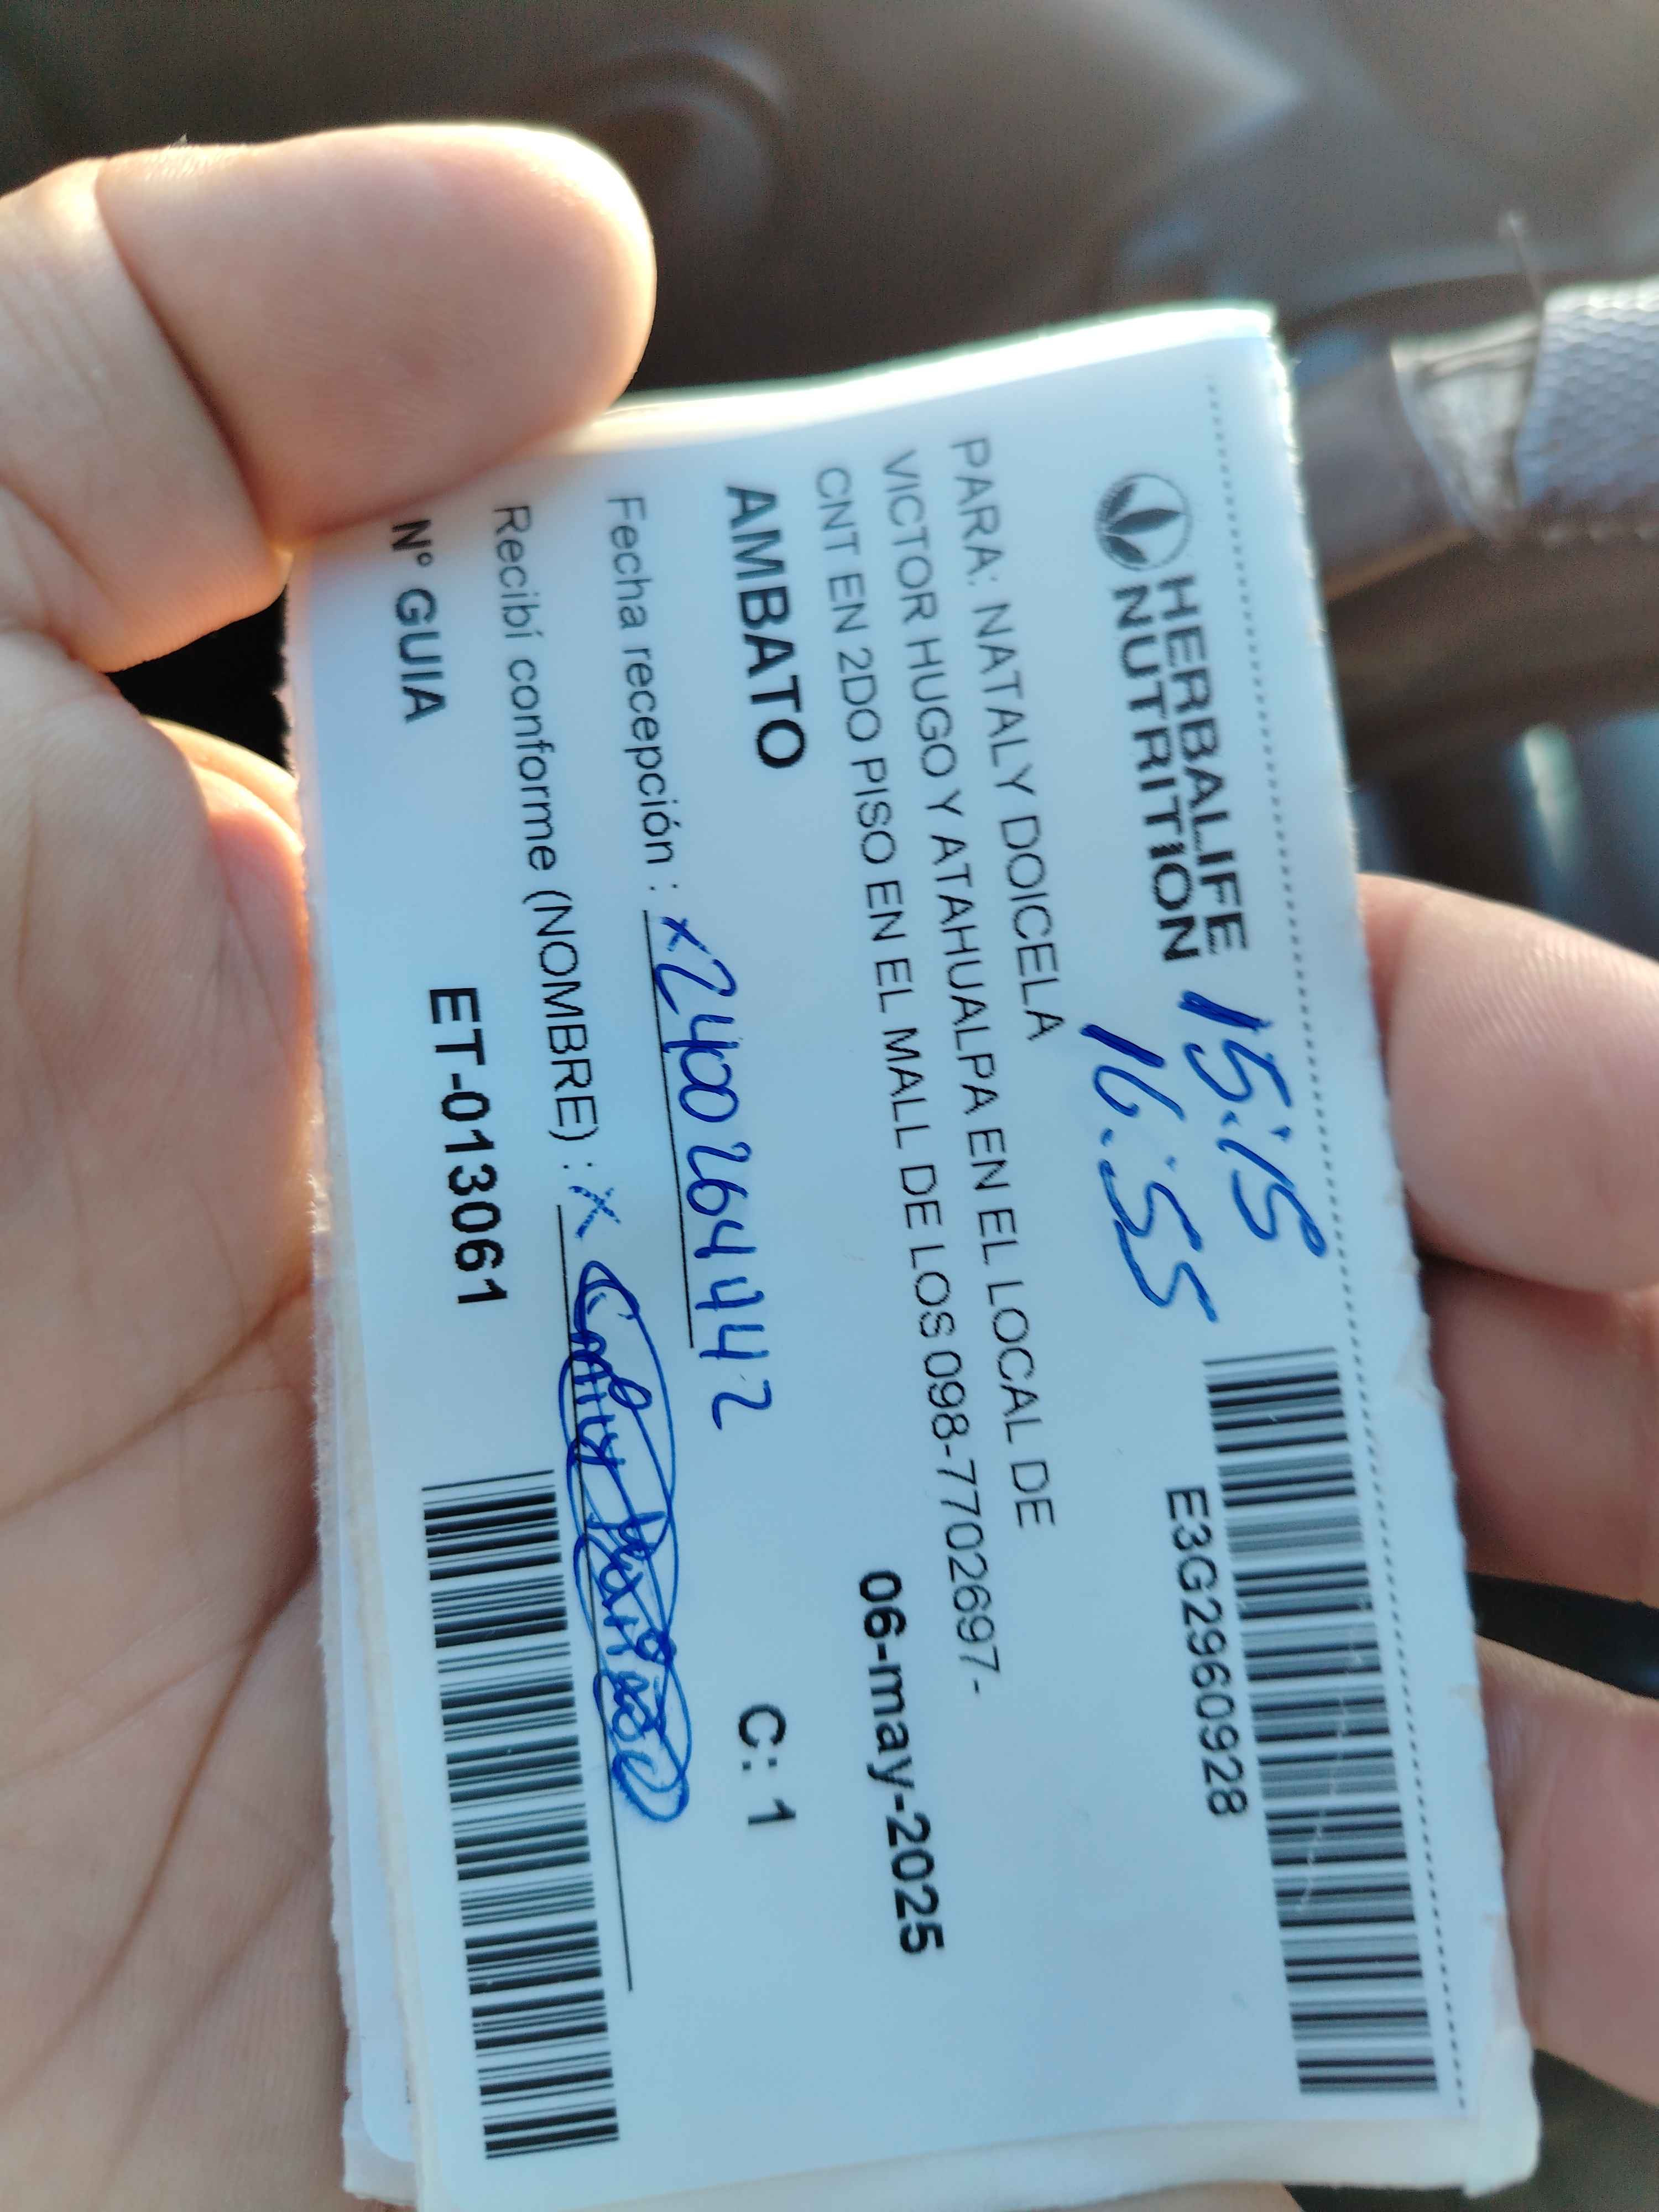 HERBALIFE
NUTRITION
15:15
16:55
E3G2960928
PARA: NATALY DOICELA
VICTOR HUGO Y ATAHUALPA EN EL LOCAL DE
CNT EN 2DO PISO EN EL MALL DE LOS 098-7702697-
06-may-2025
AMBATO C: 1
Fecha recepción : x2400264442
Recibí conforme (NOMBRE) : x
N° GUIA ET-013061